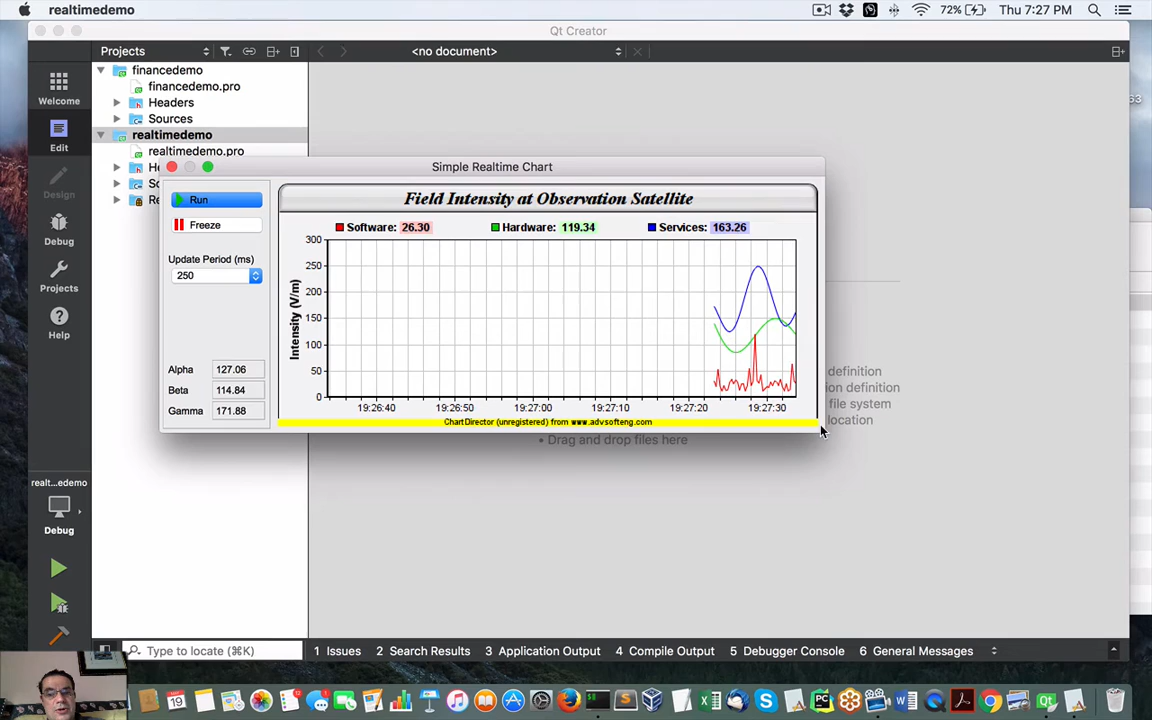 realtimedemo
72%
Thu 7:27 PM
Qt Creator
Projects
<no document>
financedemo
financedemo.pro
Headers
Sources
realtimedemo
realtimedemo.pro
Welcome
Edit
Design
Debug
Projects
Help
Simple Realtime Chart
Run
Freeze
Update Period (ms)
250
Alpha 127.06
Beta 114.84
Gamma 171.88
Field Intensity at Observation Satellite
Software: 26.30 Hardware: 119.34 Services: 163.26
Intensity (V/m)
300
250
200
150
100
50
0
19:26:40 19:26:50 19:27:00 19:27:10 19:27:20 19:27:30
ChartDirector (unregistered) from www.advsofteng.com
definition
definition
file system
location
• Drag and drop files here
63
realt...edemo
Debug
Type to locate (⌘K)
1 Issues 2 Search Results 3 Application Output 4 Compile Output 5 Debugger Console 6 General Messages
19